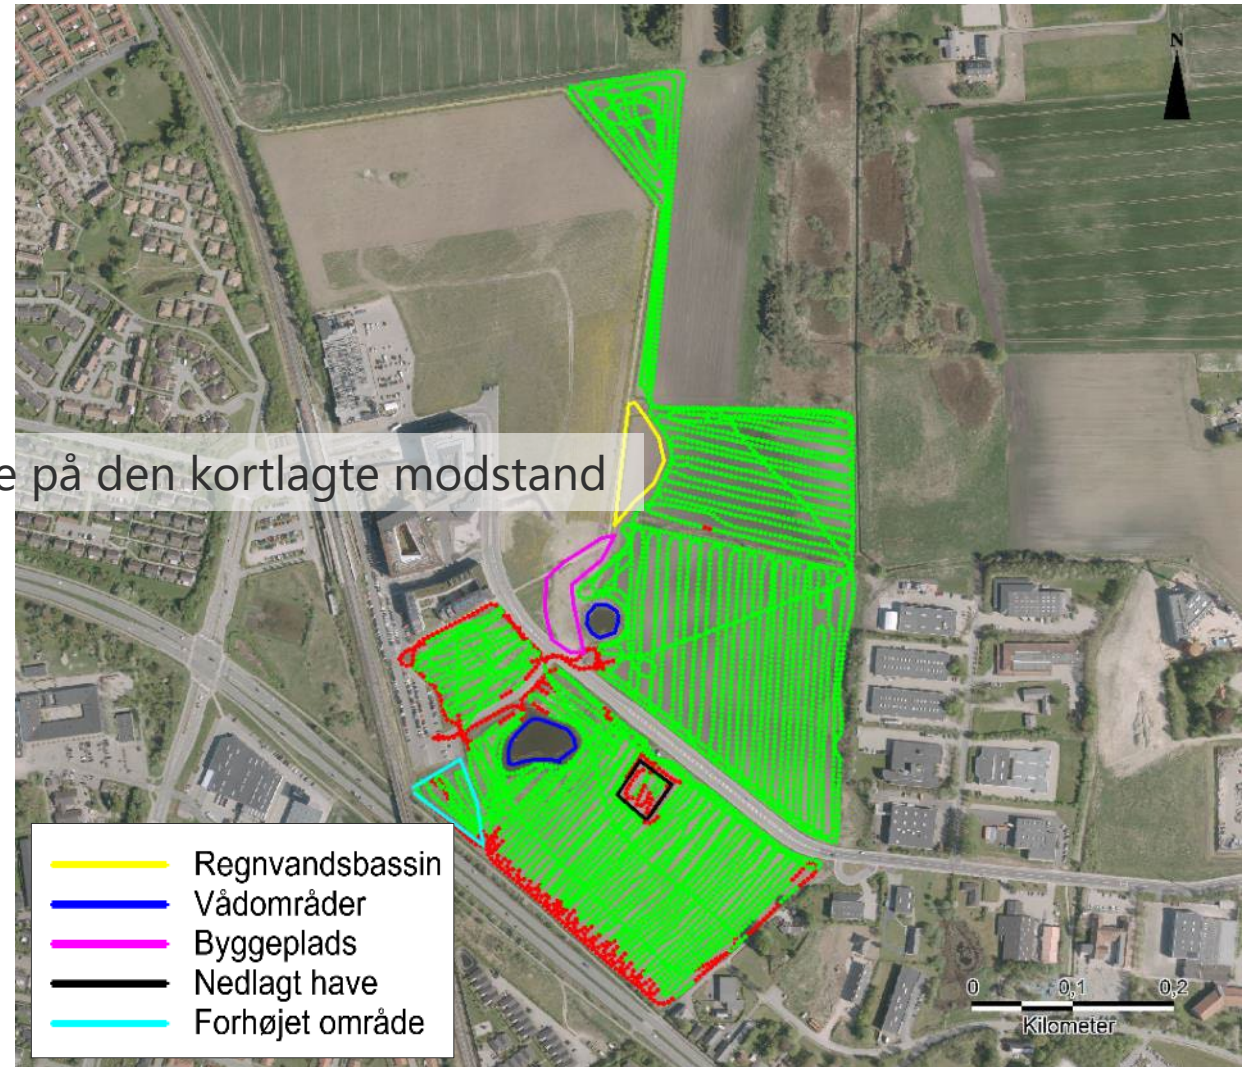 N
e på den kortlagte modstand
Regnvandsbassin
Vådområder
Byggeplads
Nedlagt have
Forhøjet område
0 0,1 0,2
Kilometer